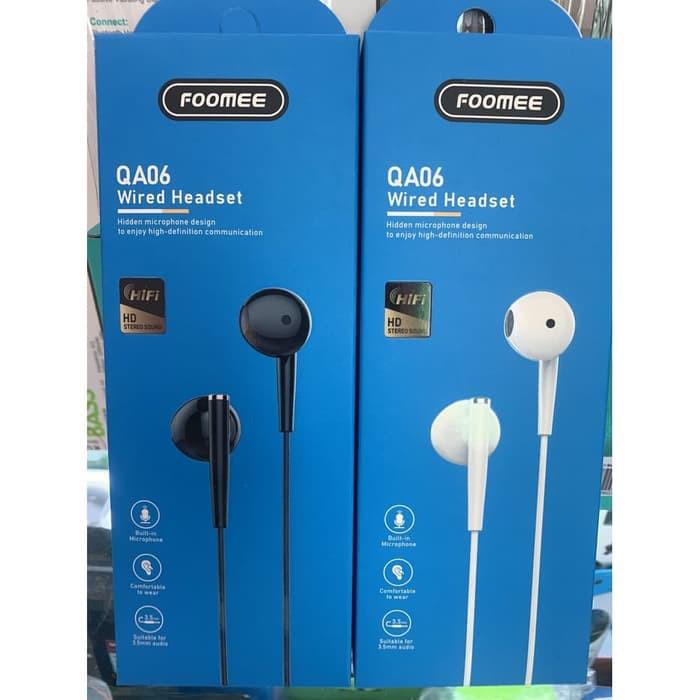 Connect:
FOOMEE
QA06
Wired Headset
Hidden microphone design
to enjoy high-definition communication
HiFi
HD
STEREO SOUND
Built-in
Microphone
Comfortable
to wear
3.5mm
Suitable for
3.5mm audio
FOOMEE
QA06
Wired Headset
Hidden microphone design
to enjoy high-definition communication
HiFi
HD
STEREO SOUND
Built-in
Microphone
Comfortable
to wear
3.5mm
Suitable for
3.5mm audio